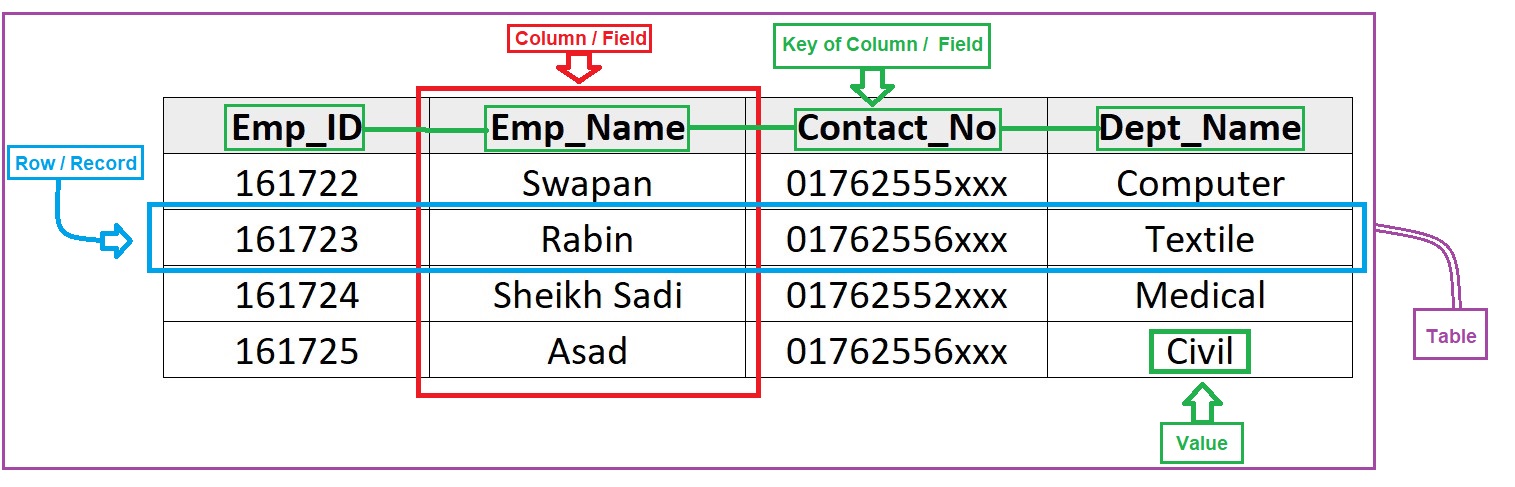 Column / Field
Key of Column /  Field
Emp_ID Emp_Name Contact_No Dept_Name
Row / Record
161722 Swapan 01762555xxx Computer
161723 Rabin 01762556xxx Textile
161724 Sheikh Sadi 01762552xxx Medical
Table
161725 Asad 01762556xxx Civil
Value